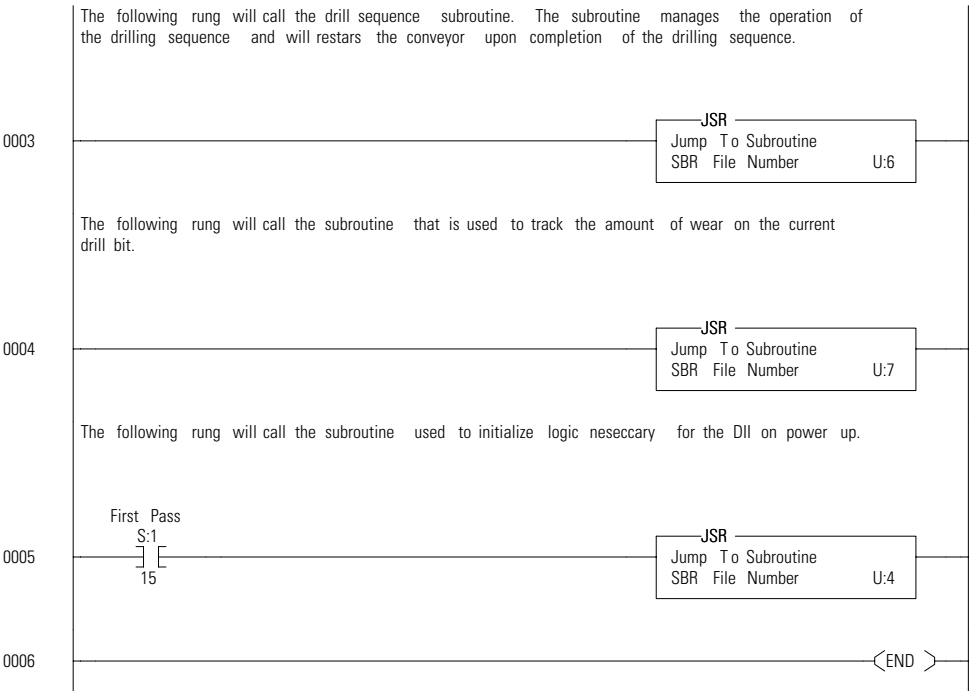 The following rung will call the drill sequence subroutine. The subroutine manages the operation of
the drilling sequence and will restars the conveyor upon completion of the drilling sequence.
JSR
0003
Jump To Subroutine
SBR File Number U:6
The following rung will call the subroutine that is used to track the amount of wear on the current
drill bit.
JSR
0004
Jump To Subroutine
SBR File Number U:7
The following rung will call the subroutine used to initialize logic neseccary for the DII on power up.
First Pass
S:1
JSR
0005
Jump To Subroutine
15
SBR File Number U:4
0006
END